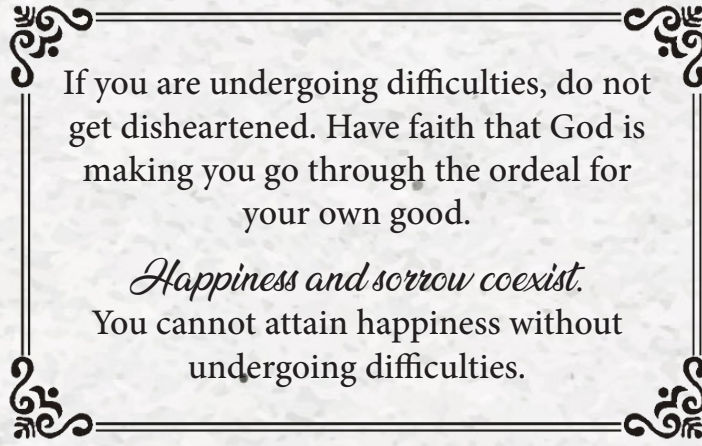 If you are undergoing difficulties, do not
get disheartened. Have faith that God is
making you go through the ordeal for
your own good.
Happiness and sorrow coexist.
You cannot attain happiness without
undergoing difficulties.